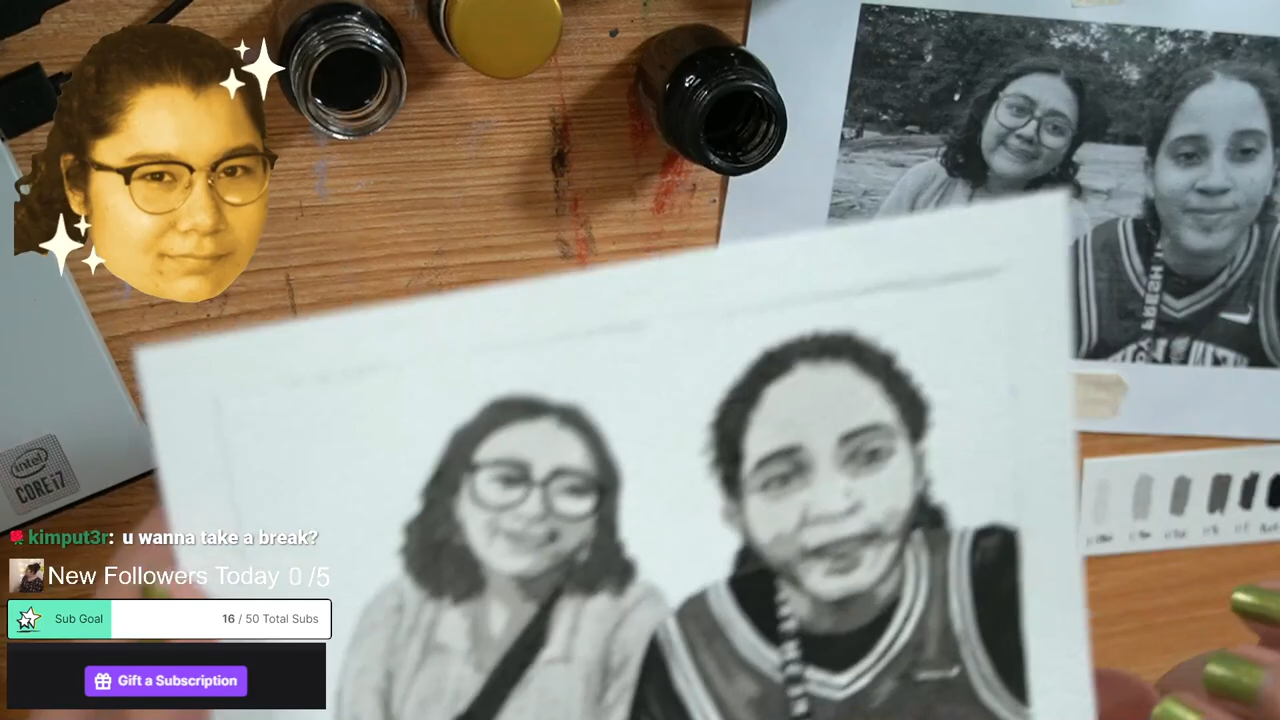 intel
CORE i7
kimput3r: u wanna take a break?
New Followers Today 0 /5
Sub Goal
16 / 50 Total Subs
Gift a Subscription